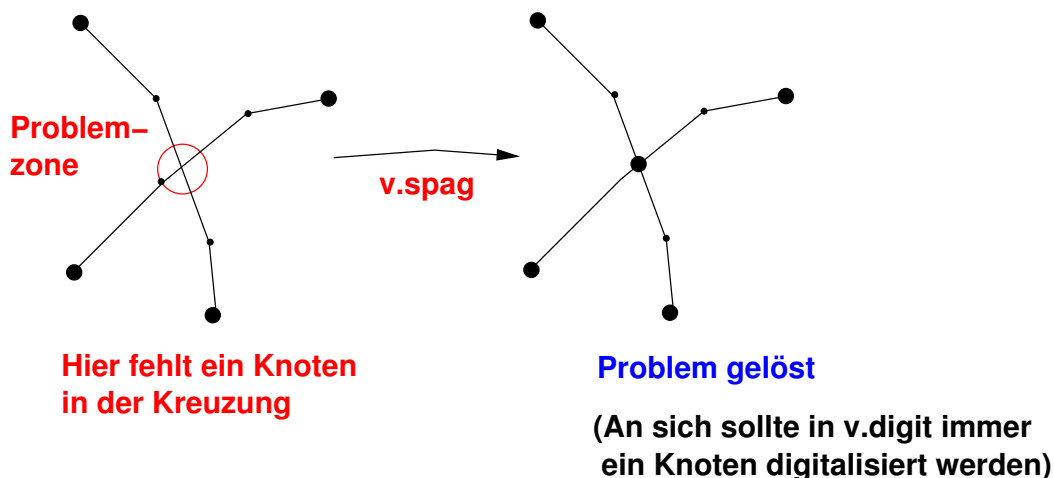 Problem–
zone
v.spag
Hier fehlt ein Knoten
in der Kreuzung
Problem gelöst
(An sich sollte in v.digit immer
ein Knoten digitalisiert werden)